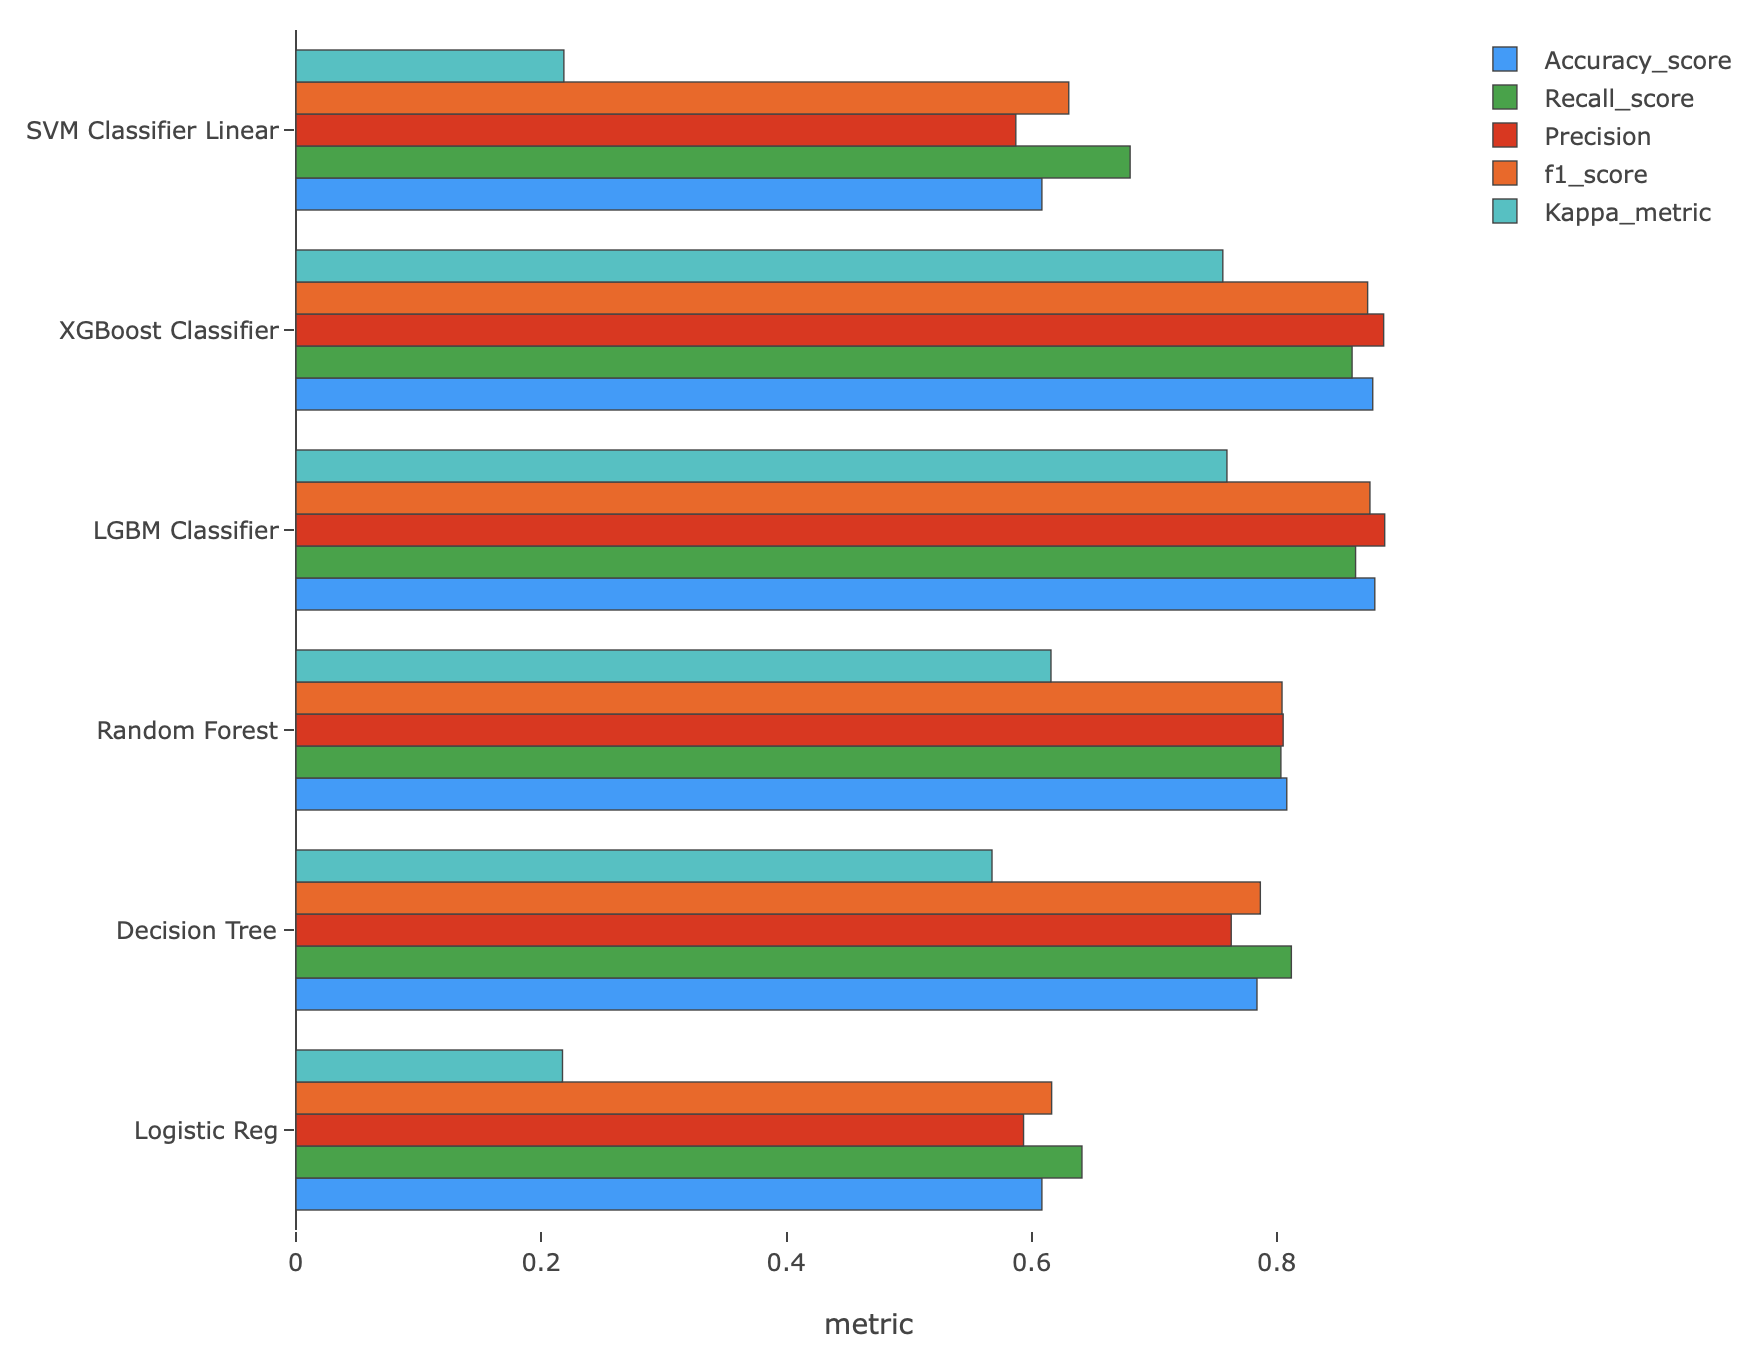 Accuracy_score
Recall_score
Precision
f1_score
Kappa_metric
SVM Classifier Linear
XGBoost Classifier
LGBM Classifier
Random Forest
Decision Tree
Logistic Reg
0 0.2 0.4 0.6 0.8
metric